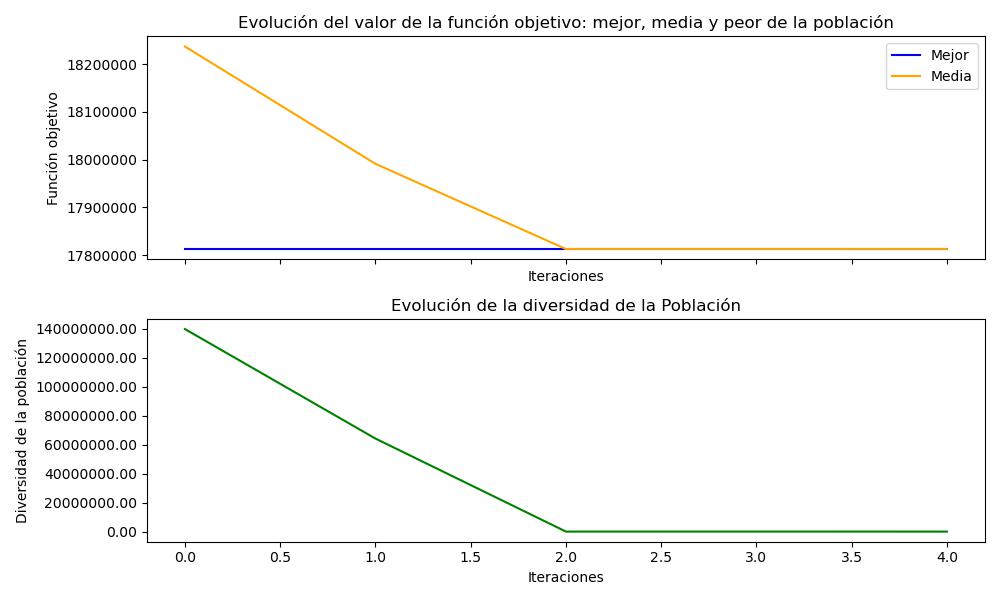 Evolución del valor de la función objetivo: mejor, media y peor de la población
Función objetivo
18200000
18100000
18000000
17900000
17800000
Mejor
Media
Iteraciones
Evolución de la diversidad de la Población
Diversidad de la población
140000000.00
120000000.00
100000000.00
80000000.00
60000000.00
40000000.00
20000000.00
0.00
0.0 0.5 1.0 1.5 2.0 2.5 3.0 3.5 4.0
Iteraciones